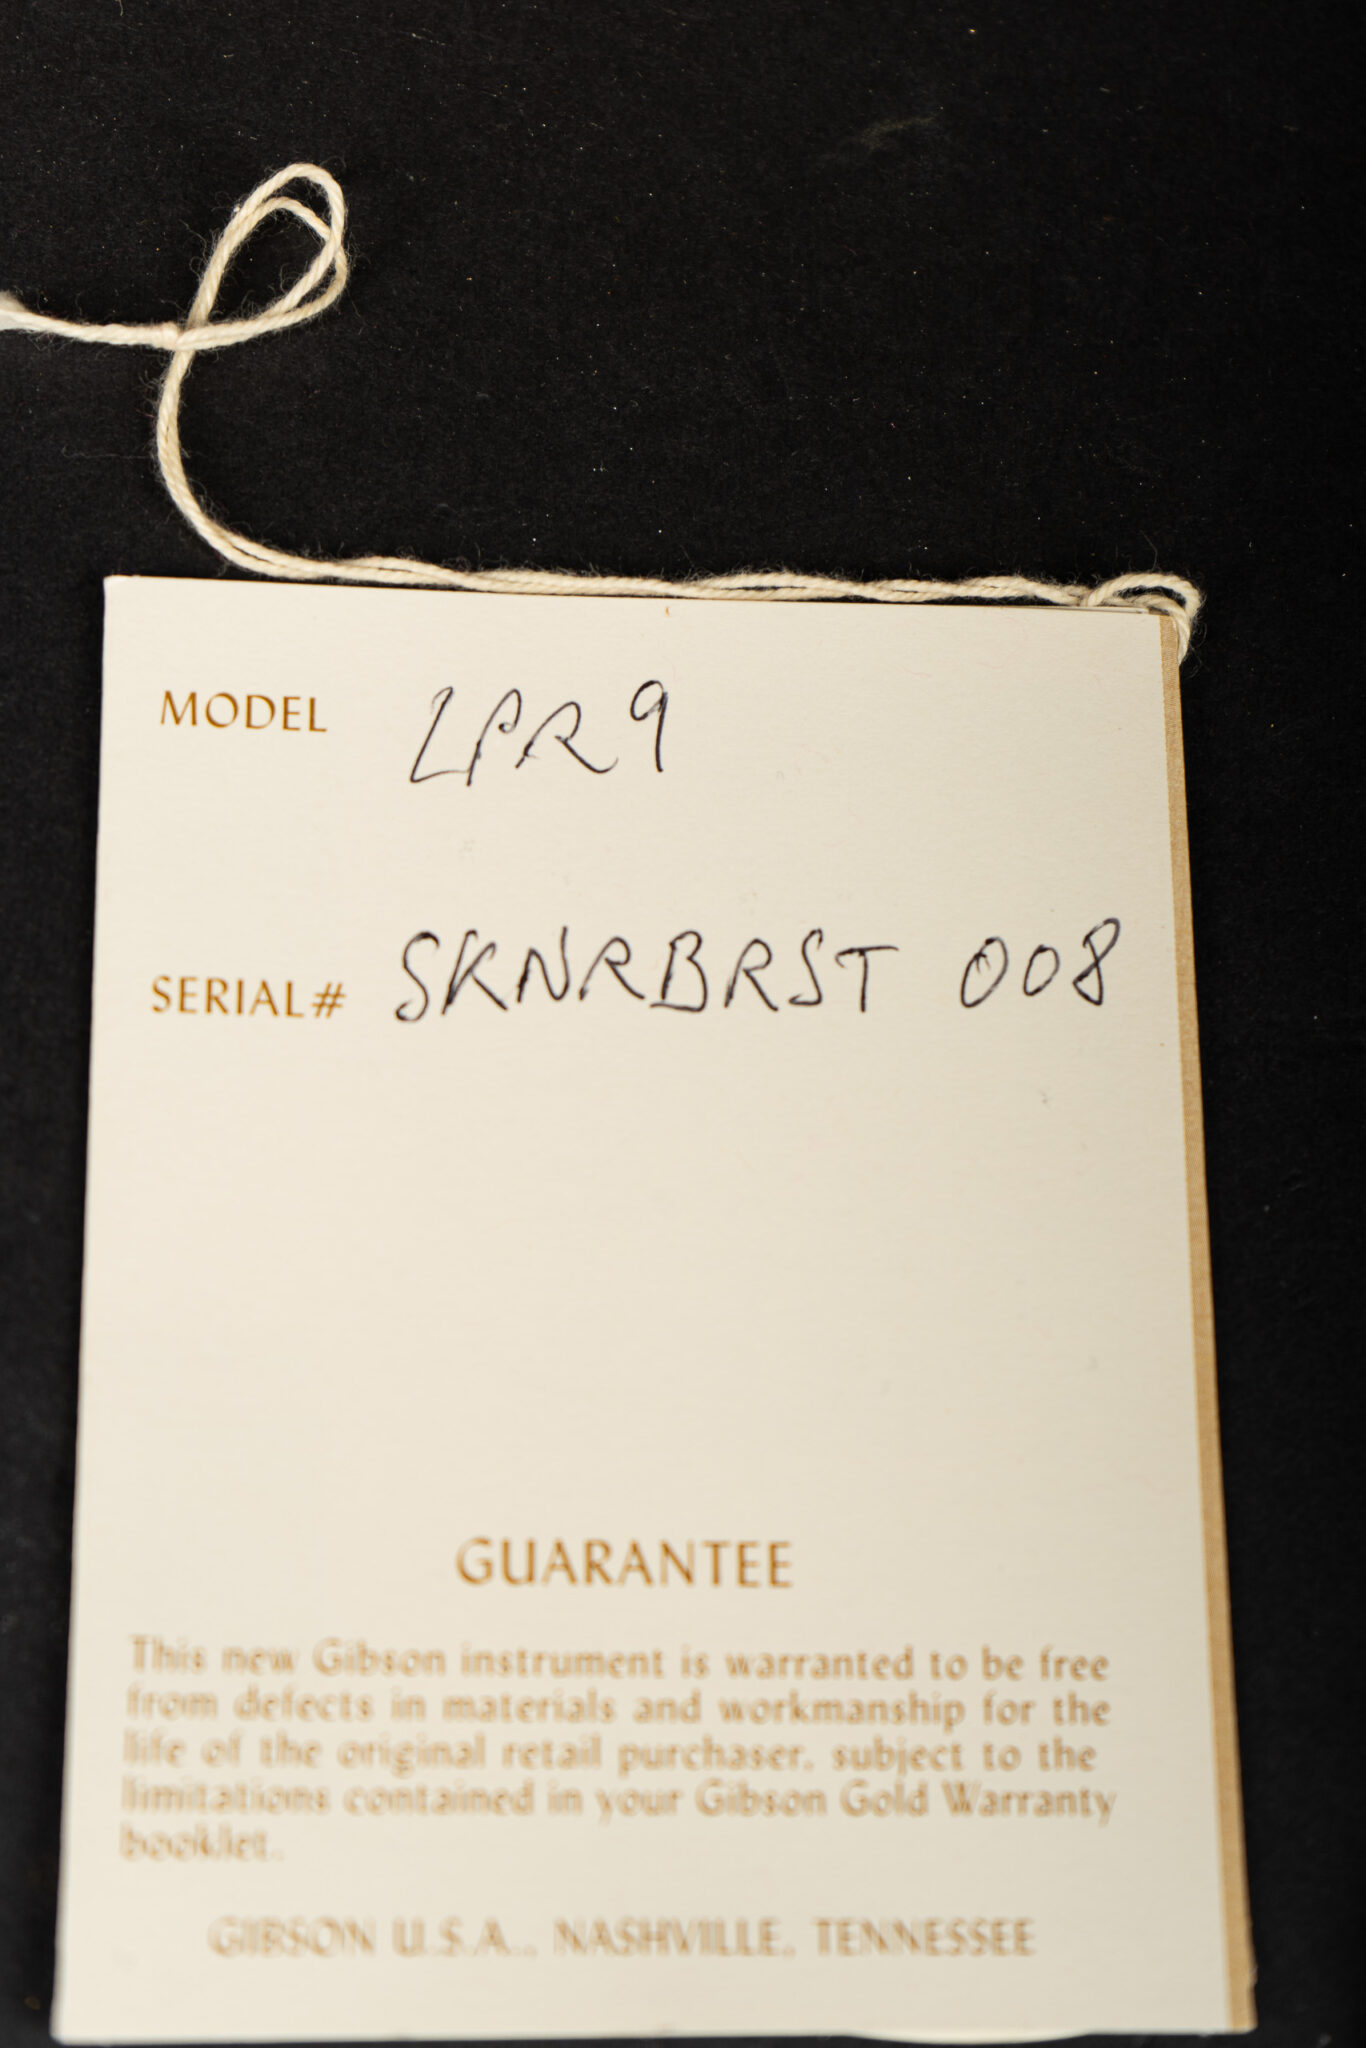 MODEL LPR9
SERIAL# SKNRBRST 008
GUARANTEE
This new Gibson instrument is warranted to be free
from defects in materials and workmanship for the
life of the original retail purchaser, subject to the
limitations contained in your Gibson Gold Warranty
booklet.
GIBSON U.S.A., NASHVILLE, TENNESSEE